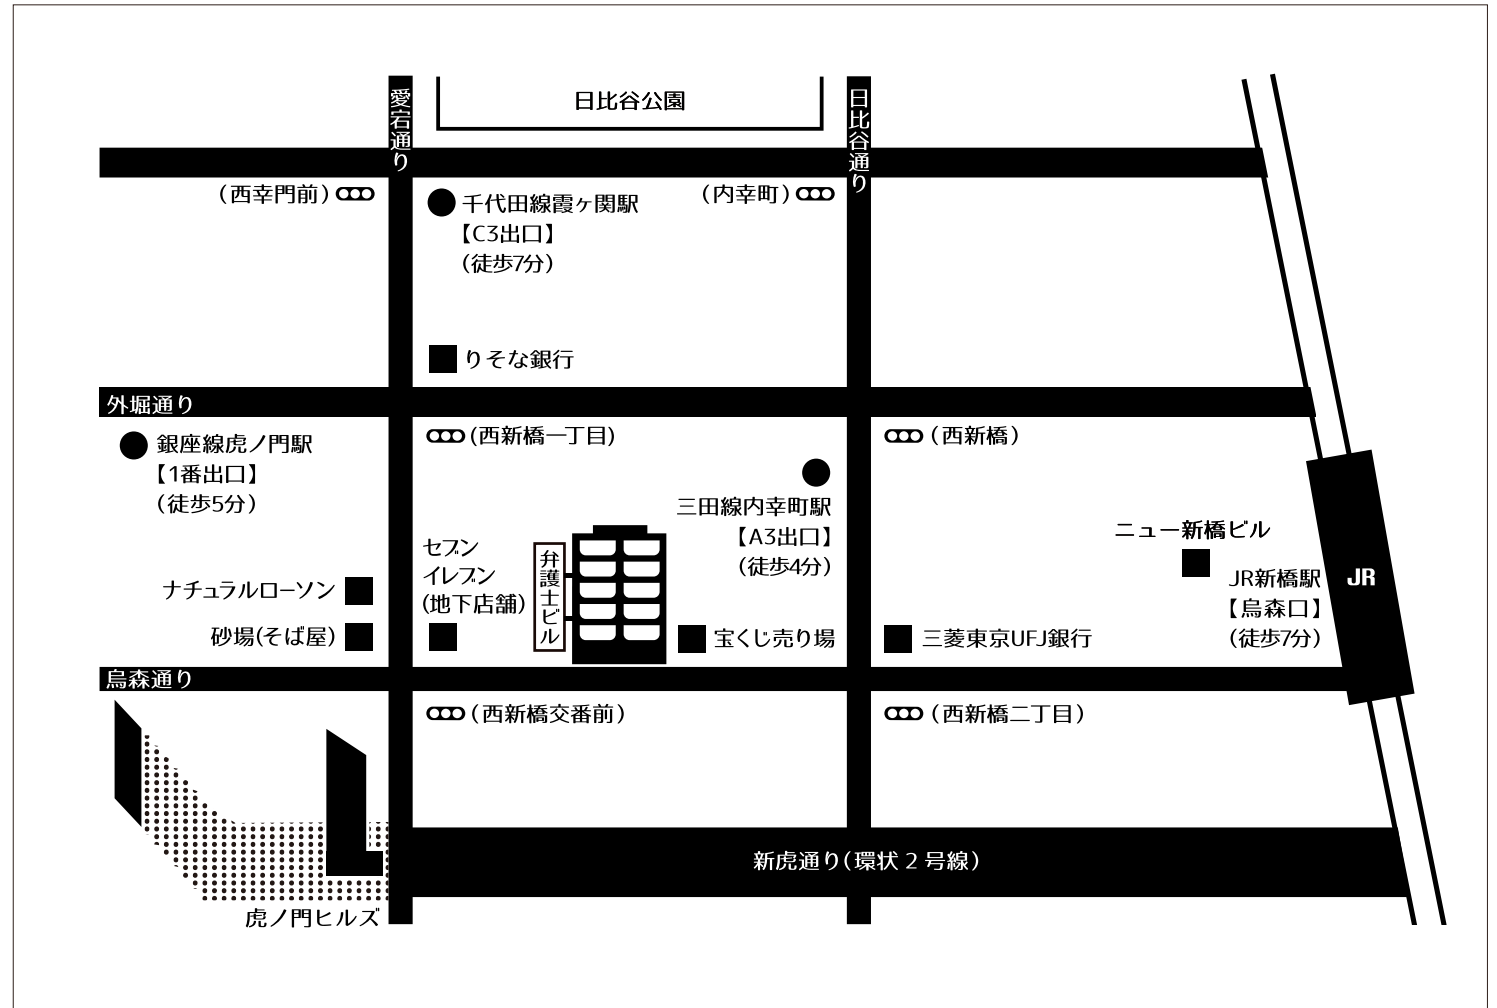 日比谷公園
愛宕通り
日比谷通り
(西幸門前)
(内幸町)
千代田線霞ヶ関駅
【C3出口】
(徒歩7分)
りそな銀行
外堀通り
銀座線虎ノ門駅
【1番出口】
(徒歩5分)
(西新橋一丁目)
(西新橋)
三田線内幸町駅
【A3出口】
(徒歩4分)
ニュー新橋ビル
JR新橋駅
【烏森口】
(徒歩7分)
JR
セブン
イレブン
(地下店舗)
弁護士ビル
ナチュラルローソン
砂場(そば屋)
宝くじ売り場
三菱東京UFJ銀行
烏森通り
(西新橋交番前)
(西新橋二丁目)
新虎通り(環状2号線)
虎ノ門ヒルズ